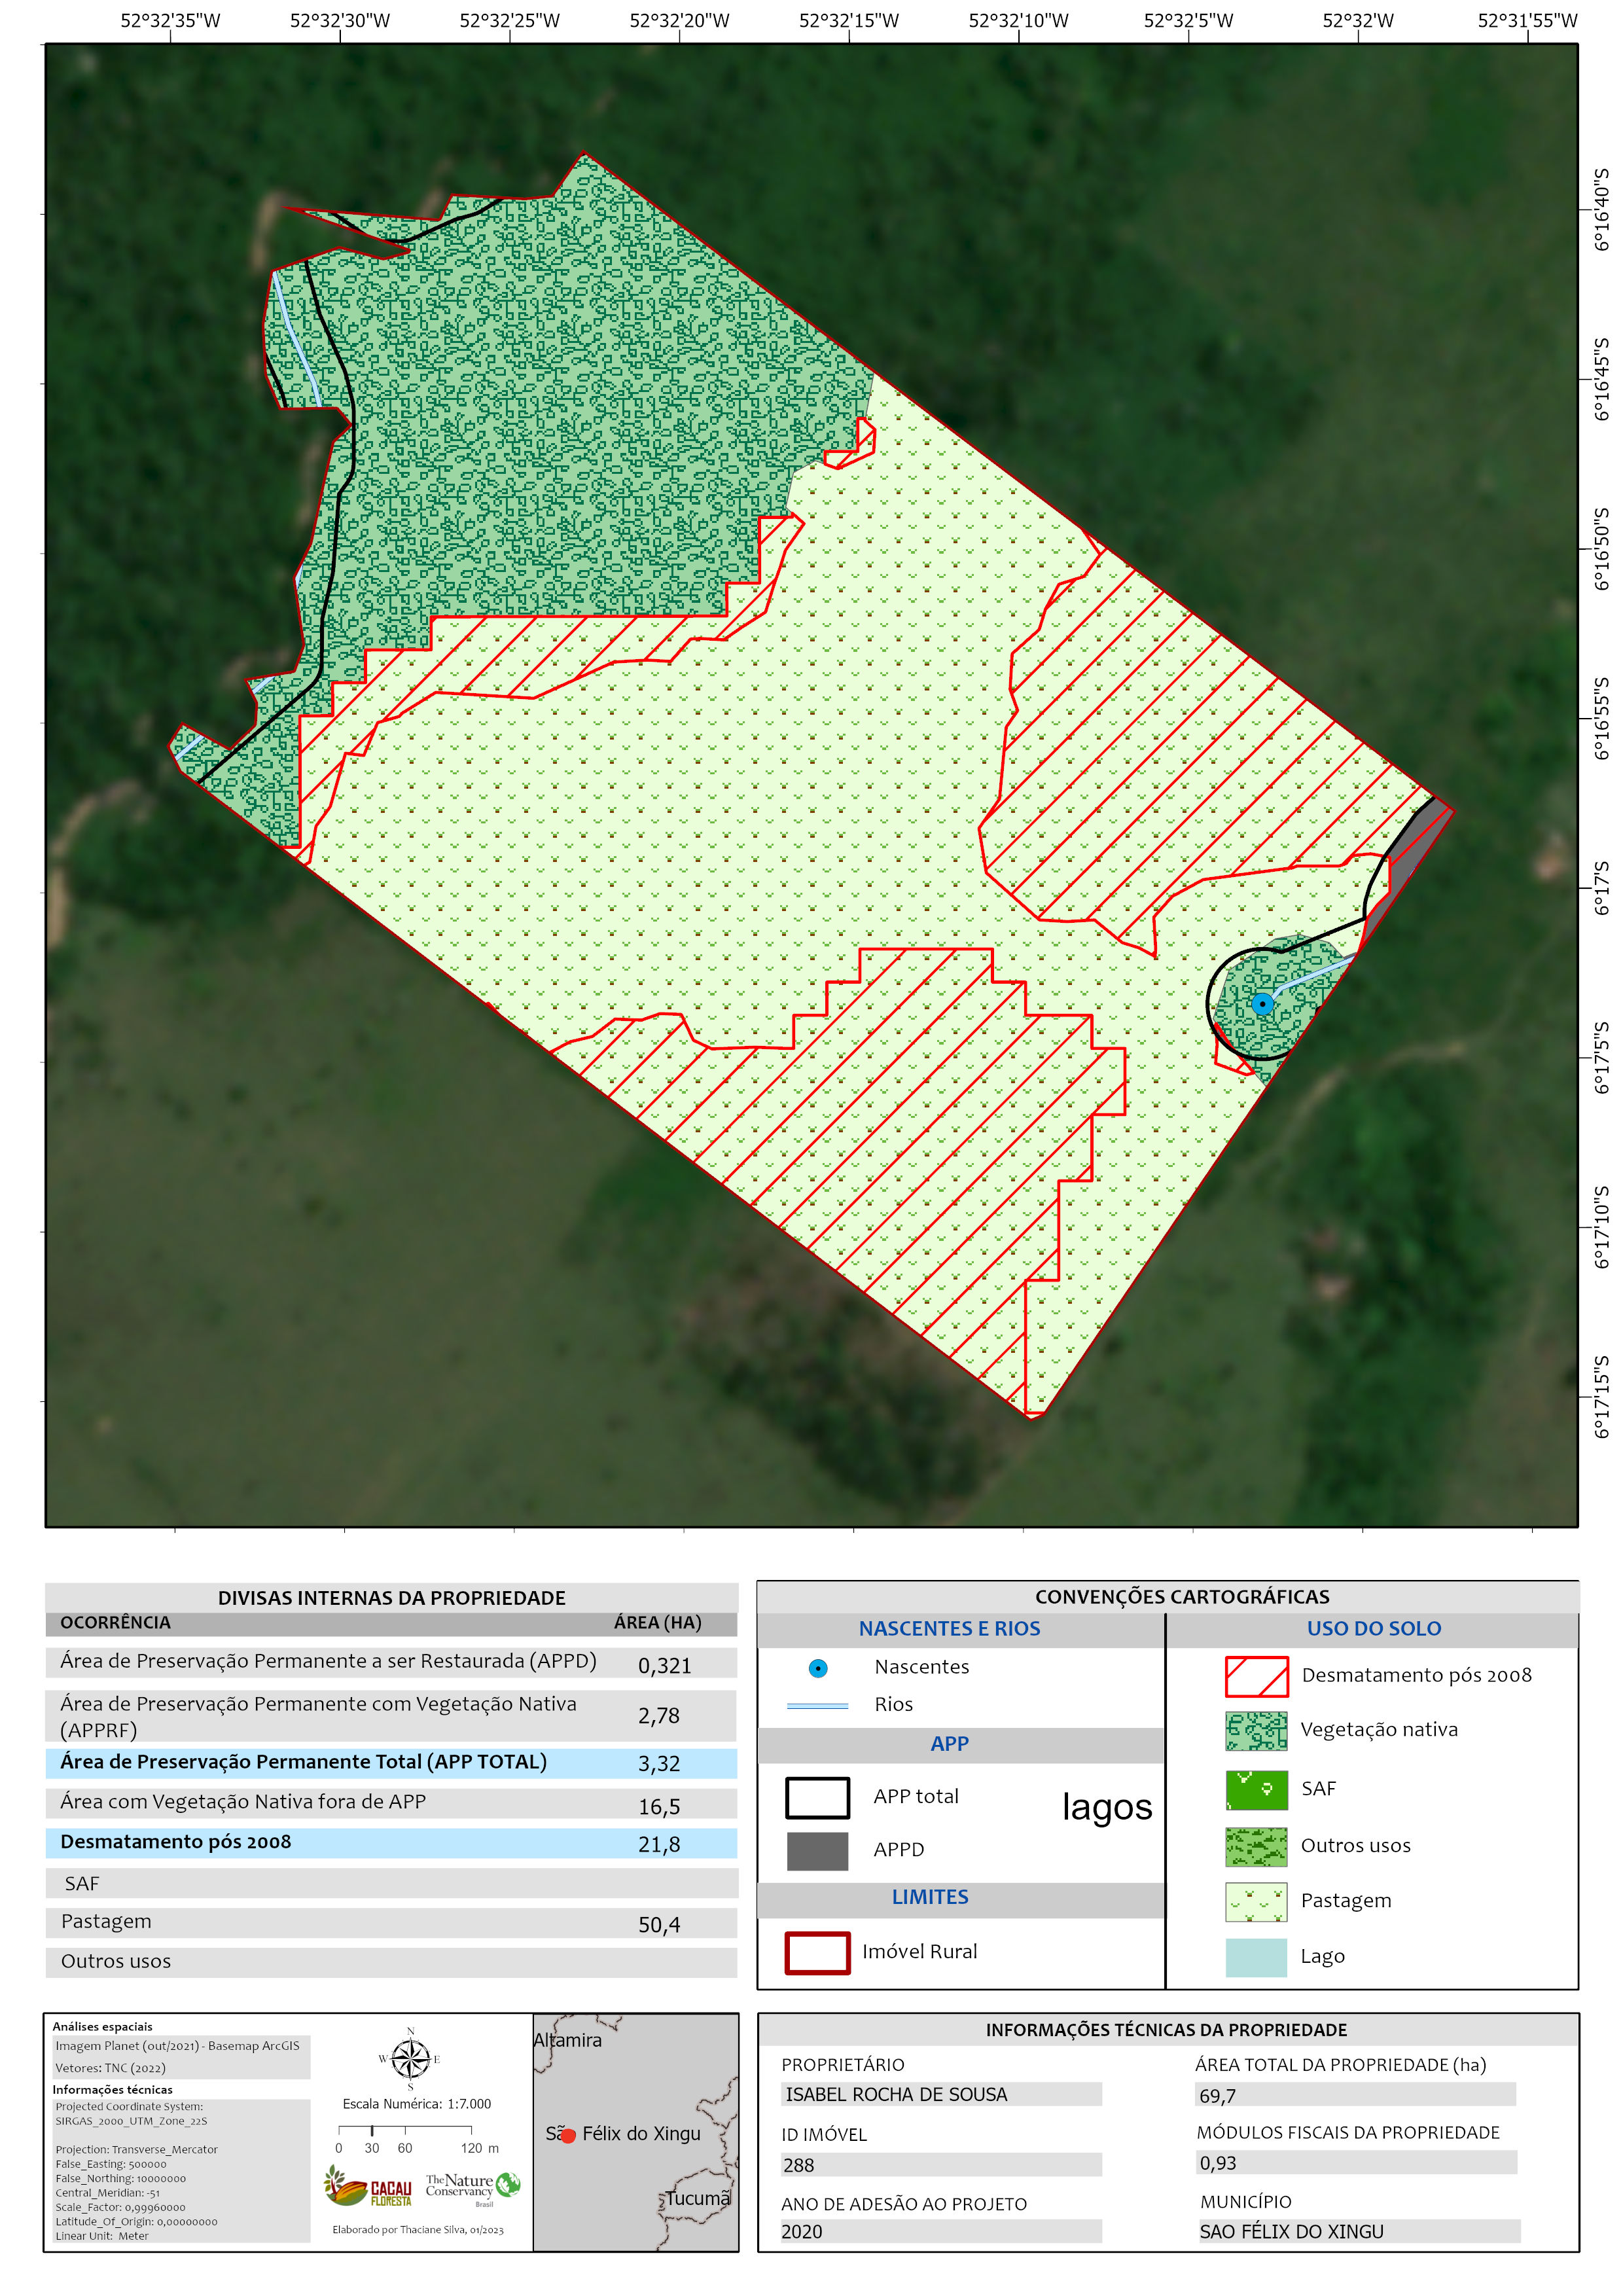 52°32'35"W 52°32'30"W 52°32'25"W 52°32'20"W 52°32'15"W 52°32'10"W 52°32'5"W 52°32'W 52°31'55"W
6°16'40"S
6°16'45"S
6°16'50"S
6°16'55"S
6°17'S
6°17'5"S
6°17'10"S
6°17'15"S
DIVISAS INTERNAS DA PROPRIEDADE
OCORRÊNCIA ÁREA (HA)
Área de Preservação Permanente a ser Restaurada (APPD) 0,321
Área de Preservação Permanente com Vegetação Nativa
(APPRF) 2,78
Área de Preservação Permanente Total (APP TOTAL) 3,32
Área com Vegetação Nativa fora de APP 16,5
Desmatamento pós 2008 21,8
SAF
Pastagem 50,4
Outros usos
CONVENÇÕES CARTOGRÁFICAS
NASCENTES E RIOS
Nascentes
Rios
APP
APP total
lagos
APPD
LIMITES
Imóvel Rural
USO DO SOLO
Desmatamento pós 2008
Vegetação nativa
SAF
Outros usos
Pastagem
Lago
Análises espaciais
Imagem Planet (out/2021) - Basemap ArcGIS
Vetores: TNC (2022)
Informações técnicas
Projected Coordinate System:
SIRGAS_2000_UTM_Zone_22S
Projection: Transverse_Mercator
False_Easting: 500000
False_Northing: 10000000
Central_Meridian: -51
Scale_Factor: 0,99960000
Latitude_Of_Origin: 0,00000000
Linear Unit: Meter
N
W E
S
Escala Numérica: 1:7.000
0 30 60 120 m
CACAU
FLORESTA
The Nature
Conservancy
Brasil
Elaborado por Thaciane Silva, 01/2023
Altamira
São Félix do Xingu
Tucumã
INFORMAÇÕES TÉCNICAS DA PROPRIEDADE
PROPRIETÁRIO
ISABEL ROCHA DE SOUSA
ID IMÓVEL
288
ANO DE ADESÃO AO PROJETO
2020
ÁREA TOTAL DA PROPRIEDADE (ha)
69,7
MÓDULOS FISCAIS DA PROPRIEDADE
0,93
MUNICÍPIO
SAO FÉLIX DO XINGU